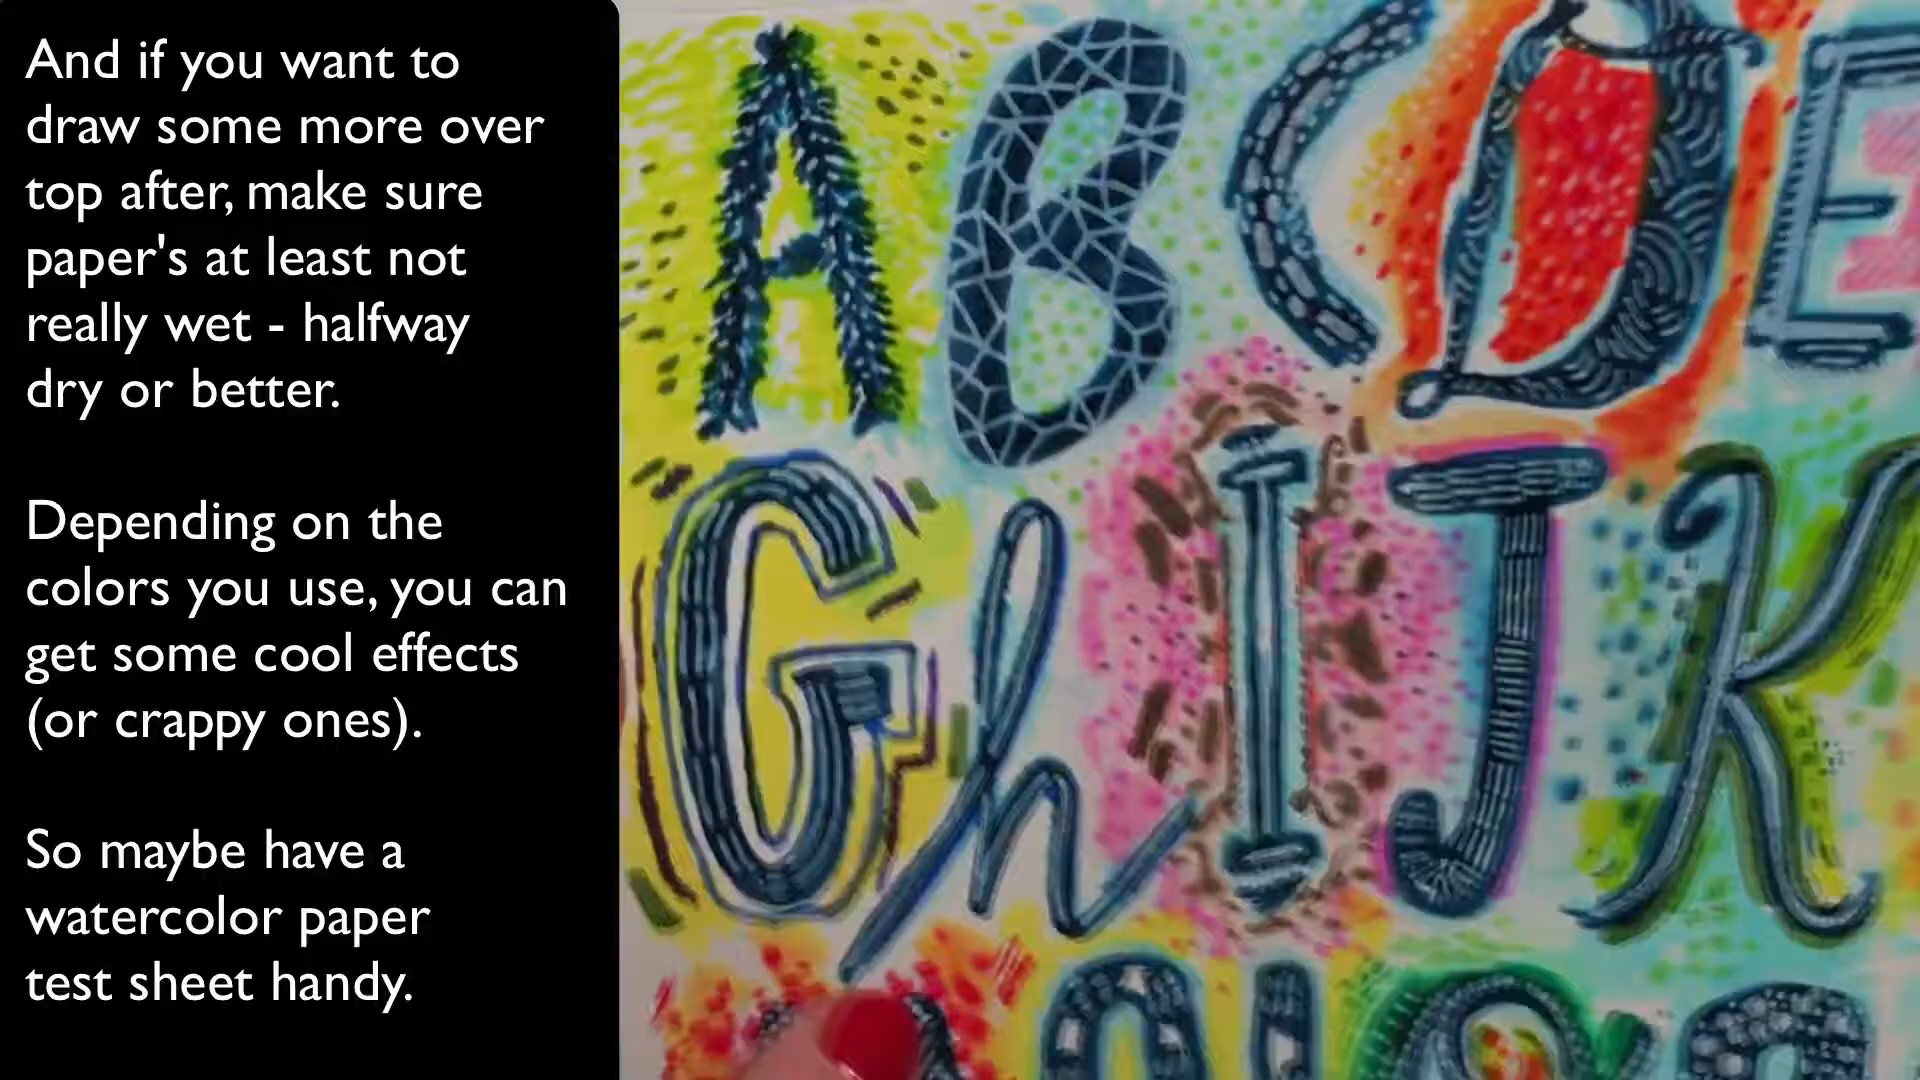 And if you want to
draw some more over
top after, make sure
paper's at least not
really wet - halfway
dry or better.
Depending on the
colors you use, you can
get some cool effects
(or crappy ones).
So maybe have a
watercolor paper
test sheet handy.
A B C D E
G h I J K